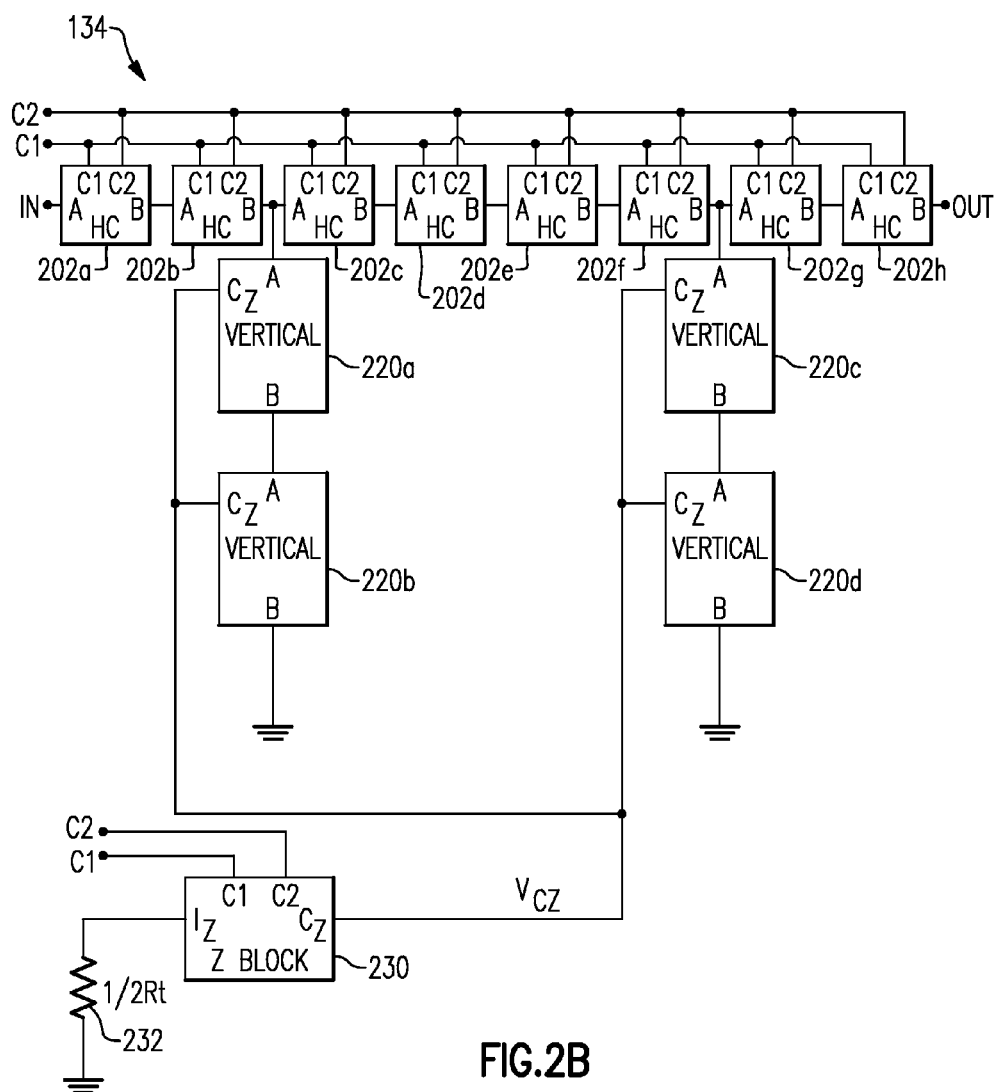 134
C2
C1
C1 C2 C1 C2 C1 C2 C1 C2 C1 C2 C1 C2 C1 C2 C1 C2
IN A B A B A B A B A B A B A B A B OUT
HC HC HC HC HC HC HC HC
202a 202b 202c 202d 202e 202f 202g 202h
CZ A CZ A
VERTICAL VERTICAL
220a 220c
B B
CZ A CZ A
VERTICAL VERTICAL
220b 220d
B B
C2
C1
C1 C2 VCZ
IZ CZ
Z BLOCK 230
1/2Rt
232
FIG.2B